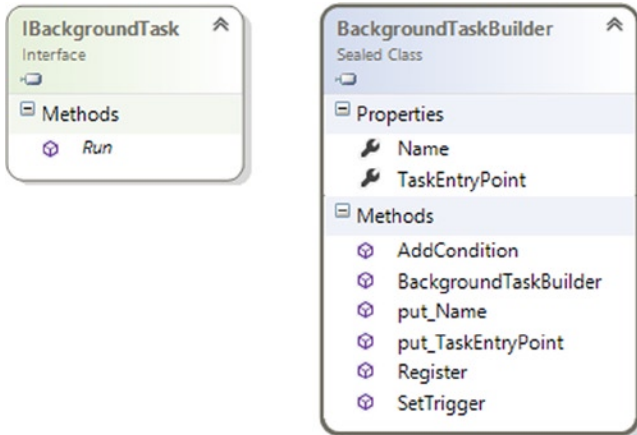 IBackgroundTask
Interface
Methods
Run
BackgroundTaskBuilder
Sealed Class
Properties
Name
TaskEntryPoint
Methods
AddCondition
BackgroundTaskBuilder
put_Name
put_TaskEntryPoint
Register
SetTrigger